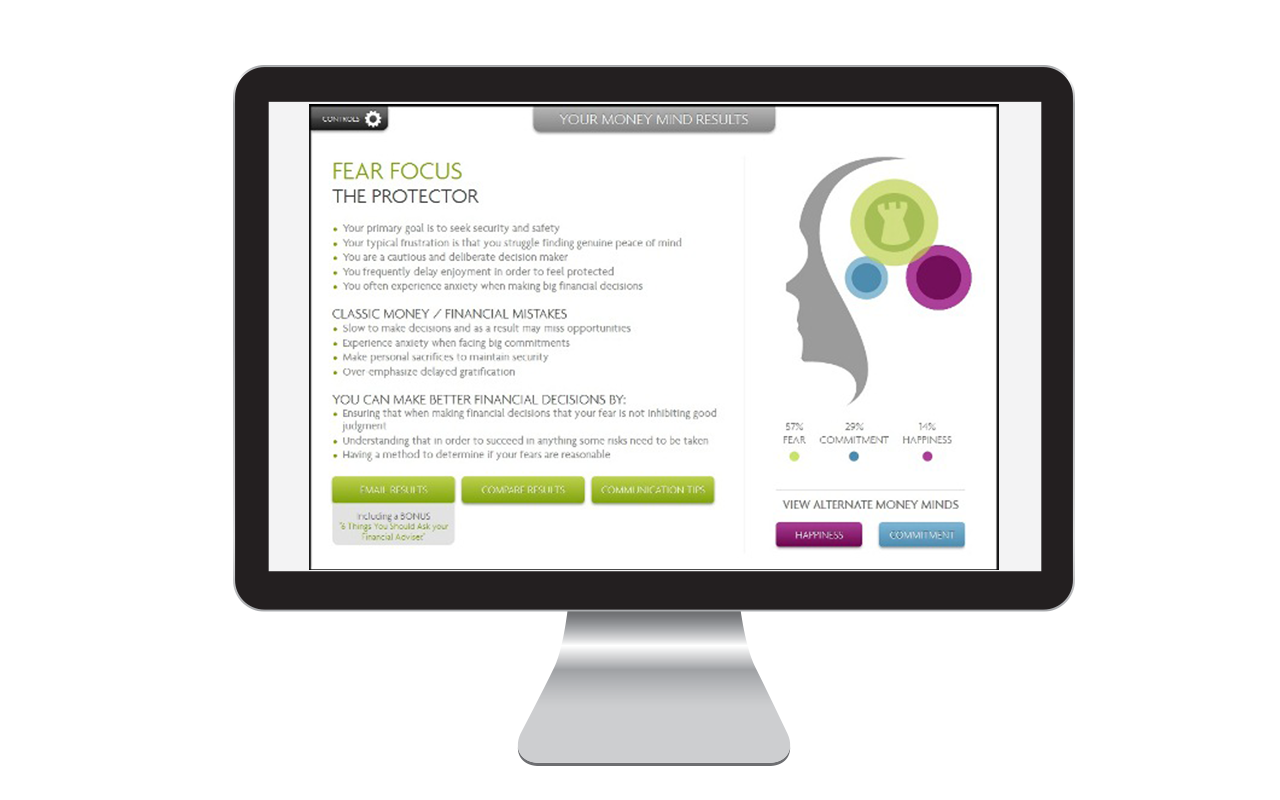 CONTROLS
YOUR MONEY MIND RESULTS
FEAR FOCUS
THE PROTECTOR
• Your primary goal is to seek security and safety
• Your typical frustration is that you struggle finding genuine peace of mind
• You are a cautious and deliberate decision maker
• You frequently delay enjoyment in order to feel protected
• You often experience anxiety when making big financial decisions
CLASSIC MONEY / FINANCIAL MISTAKES
• Slow to make decisions and as a result may miss opportunities
• Experience anxiety when facing big commitments
• Make personal sacrifices to maintain security
• Over-emphasize delayed gratification
YOU CAN MAKE BETTER FINANCIAL DECISIONS BY:
• Ensuring that when making financial decisions that your fear is not inhibiting good
judgment
• Understanding that in order to succeed in anything some risks need to be taken
• Having a method to determine if your fears are reasonable
EMAIL RESULTS
COMPARE RESULTS
COMMUNICATION TIPS
Including a BONUS
"6 Things You Should Ask your
Financial Adviser"
57% 29% 14%
FEAR COMMITMENT HAPPINESS
VIEW ALTERNATE MONEY MINDS
HAPPINESS
COMMITMENT